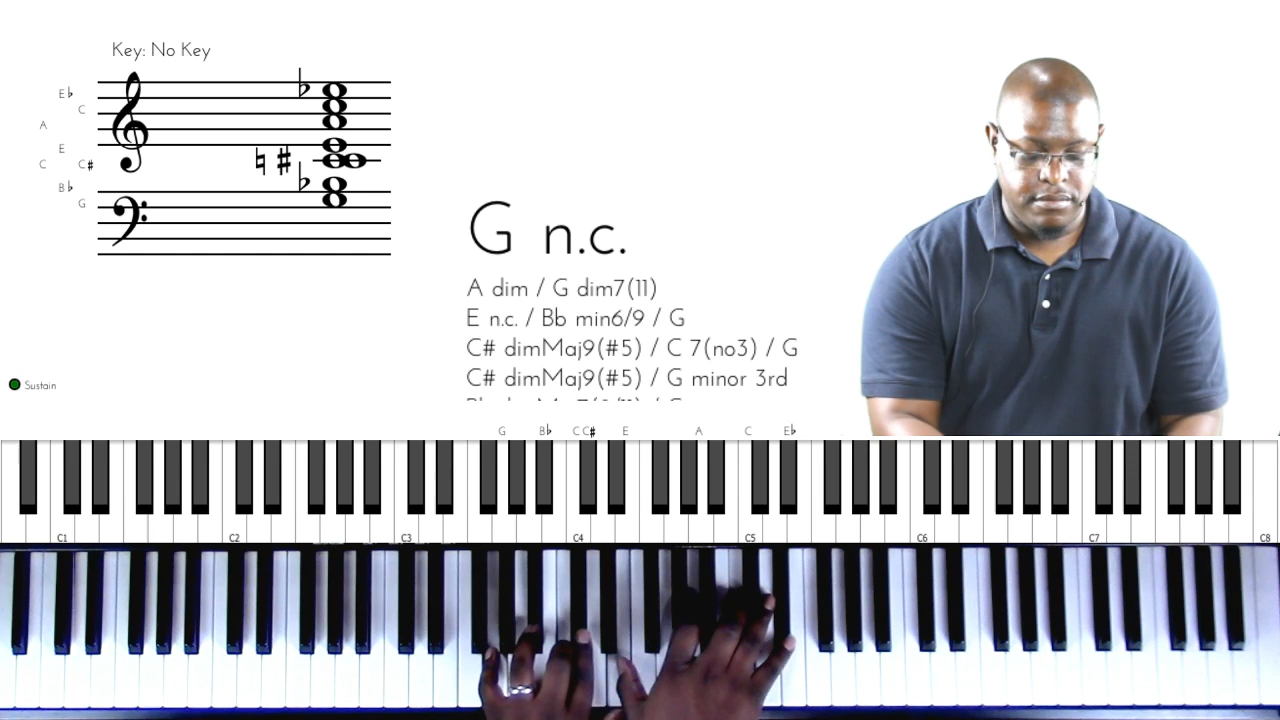 Key: No Key
E♭
C
A
E
C C♯
B♭
G
G n.c.
A dim / G dim7(11)
E n.c. / Bb min6/9 / G
C# dimMaj9(#5) / C 7(no3) / G
C# dimMaj9(#5) / G minor 3rd
Sustain
G B♭ C C♯ E A C E♭
C1 C2 C3 C4 C5 C6 C7 C8